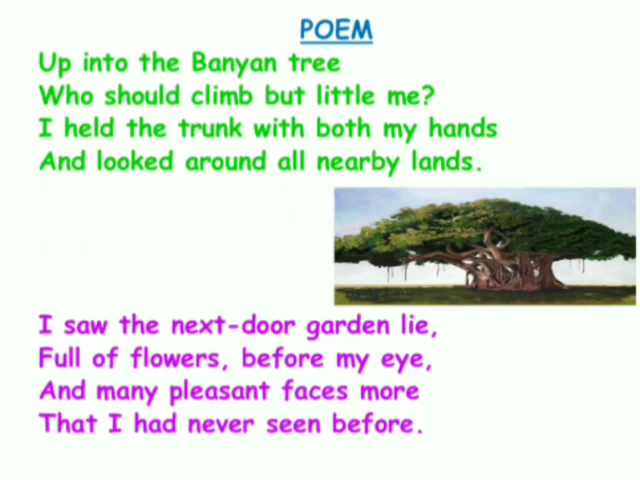 POEM
Up into the Banyan tree
Who should climb but little me?
I held the trunk with both my hands
And looked around all nearby lands.
I saw the next-door garden lie,
Full of flowers, before my eye,
And many pleasant faces more
That I had never seen before.